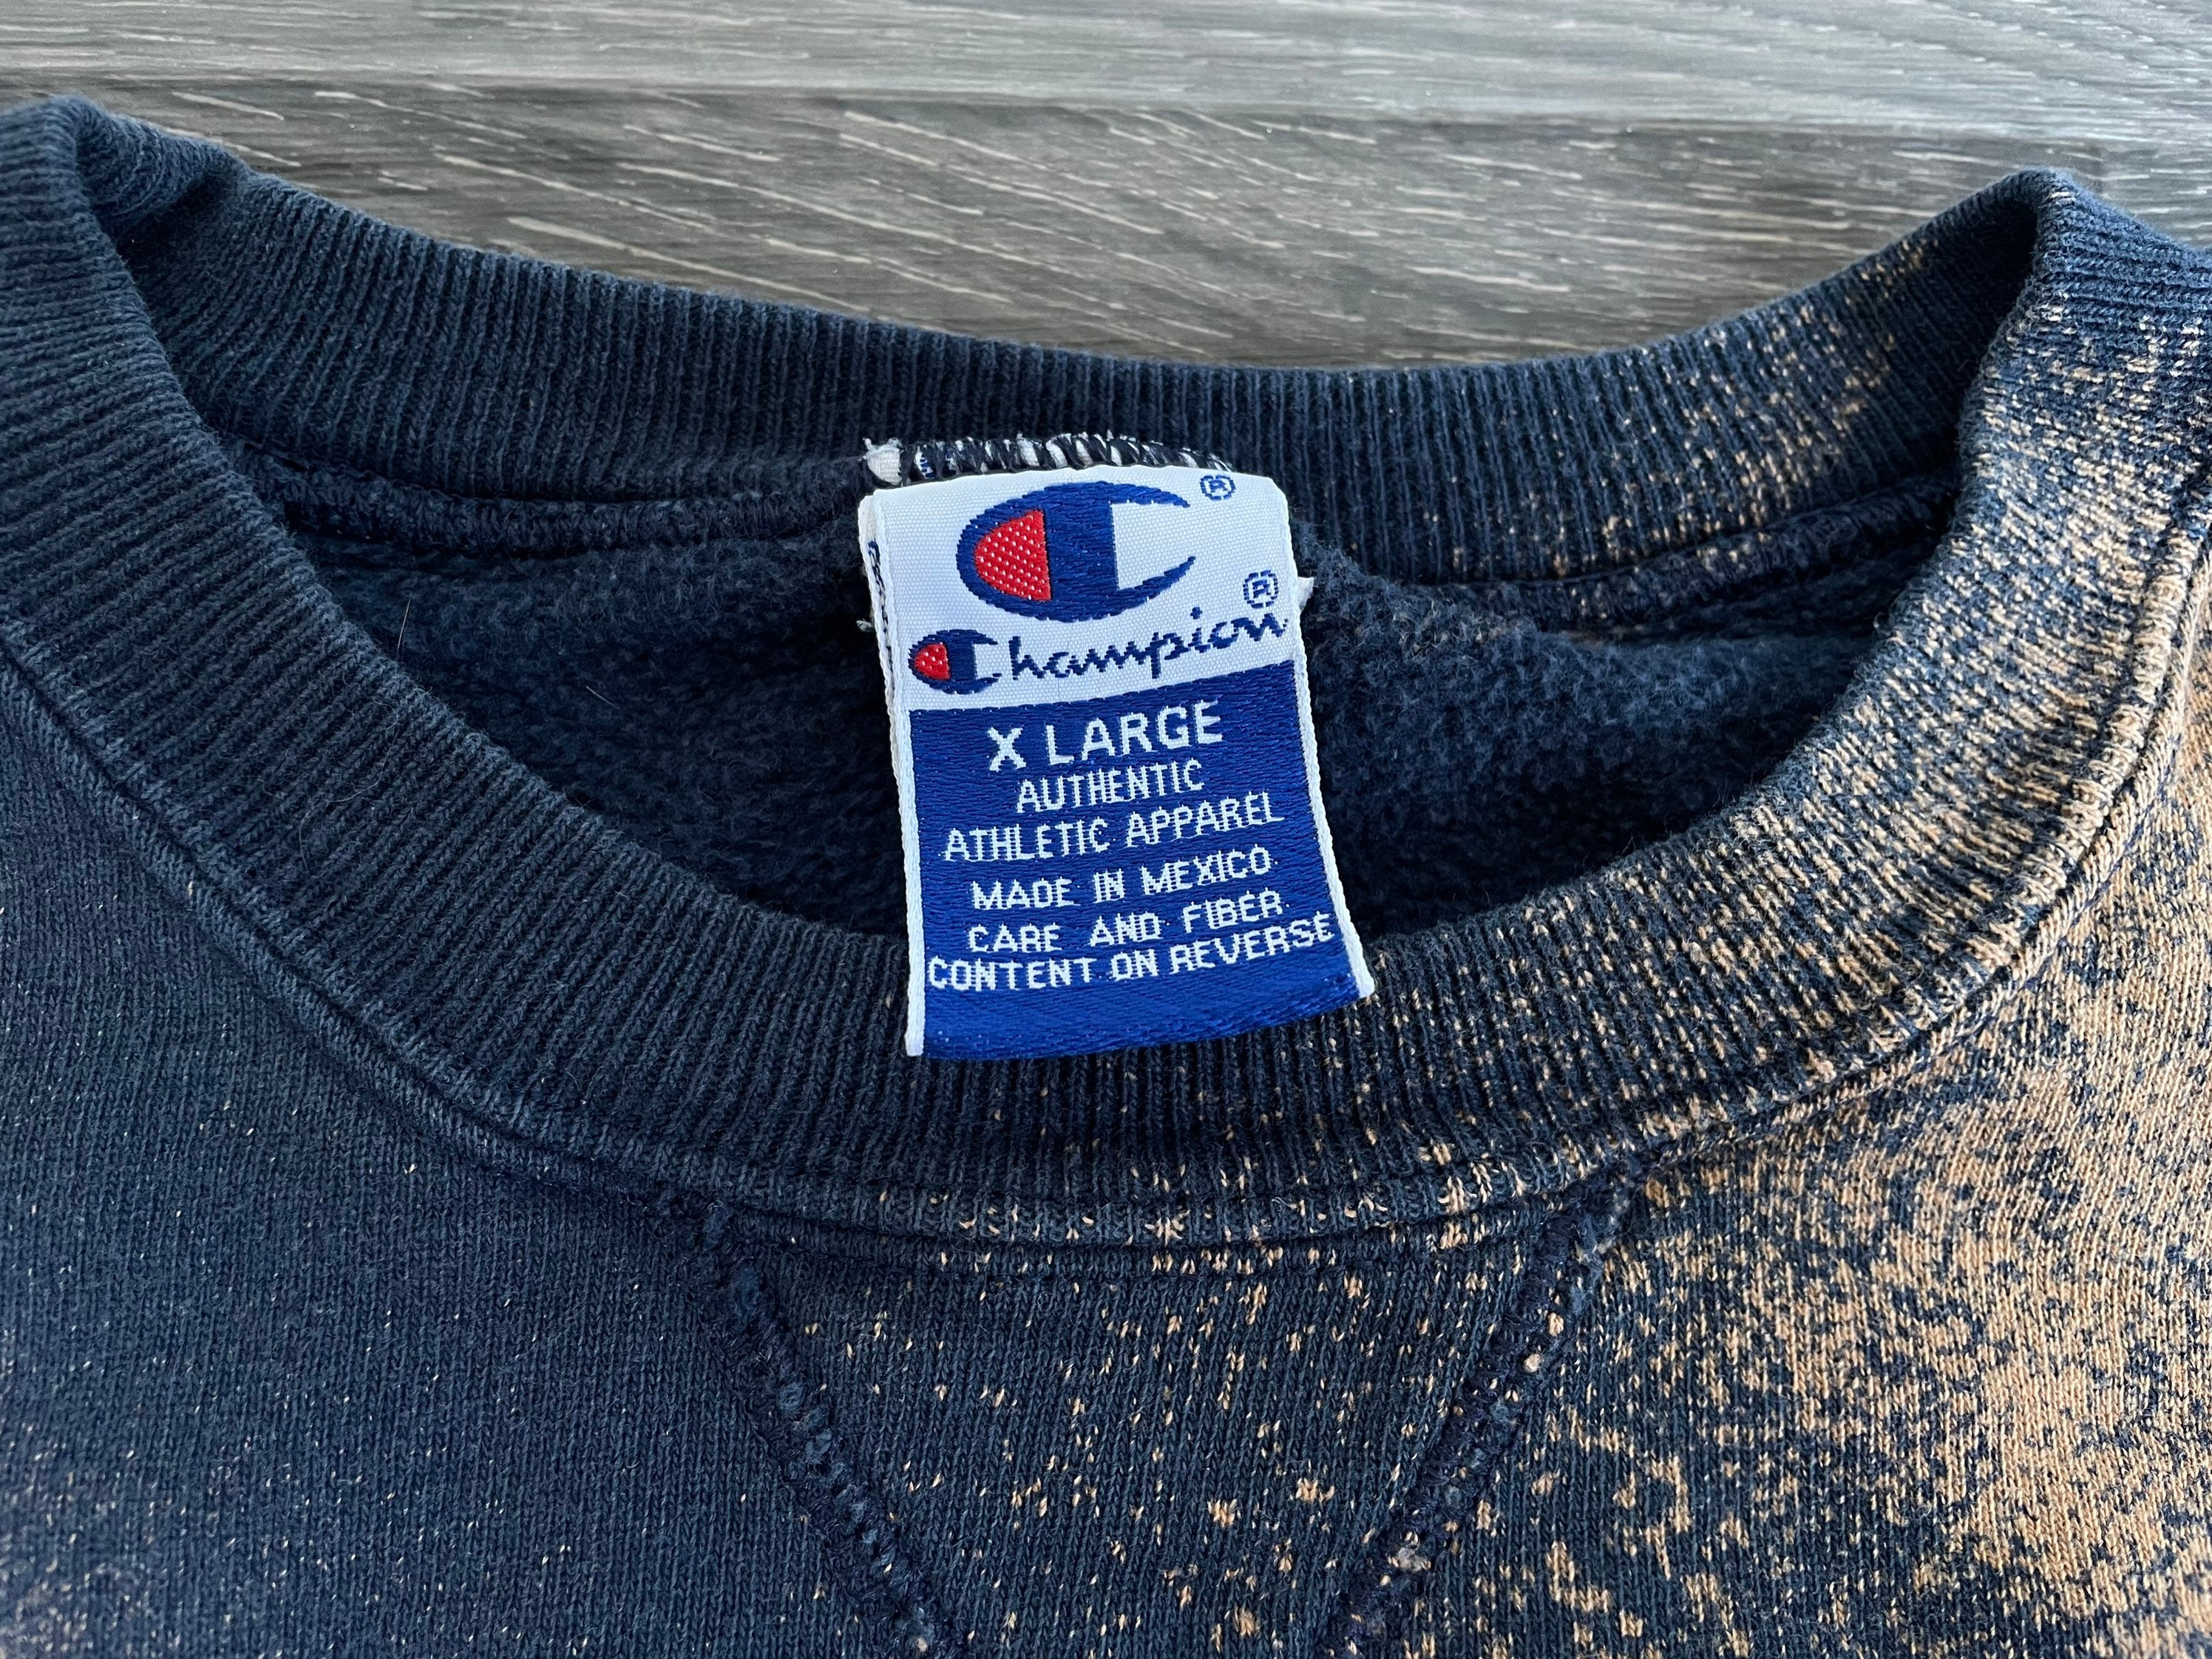 ®
Champion®
X LARGE
AUTHENTIC
ATHLETIC APPAREL
MADE IN MEXICO
CARE AND FIBER
CONTENT ON REVERSE